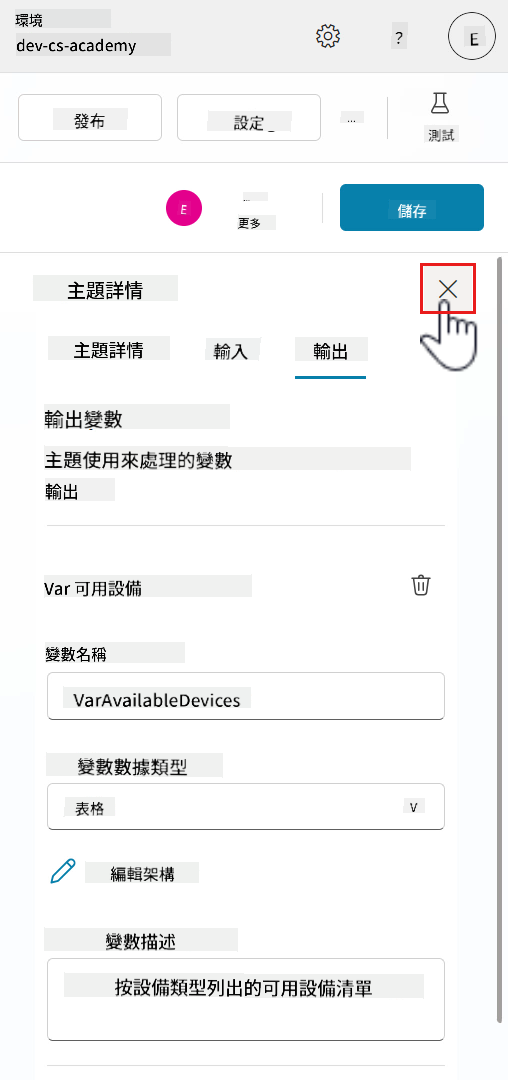 環境
dev-cs-academy
?
E
發布
設定
...
測試
E
...
更多
儲存
主題詳情
主題詳情
輸入
輸出
輸出變數
主題使用來處理的變數
輸出
Var 可用設備
變數名稱
VarAvailableDevices
變數數據類型
表格
V
編輯架構
變數描述
按設備類型列出的可用設備清單